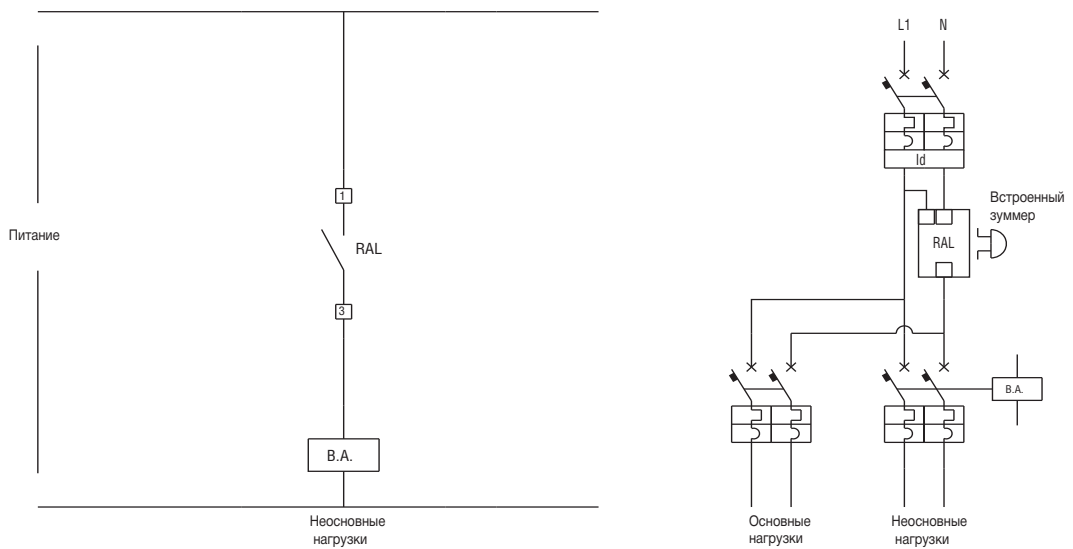 Питание
1
RAL
3
B.A.
Неосновные
нагрузки
L1 N
Id
RAL
Встроенный
зуммер
B.A.
Основные
нагрузки
Неосновные
нагрузки